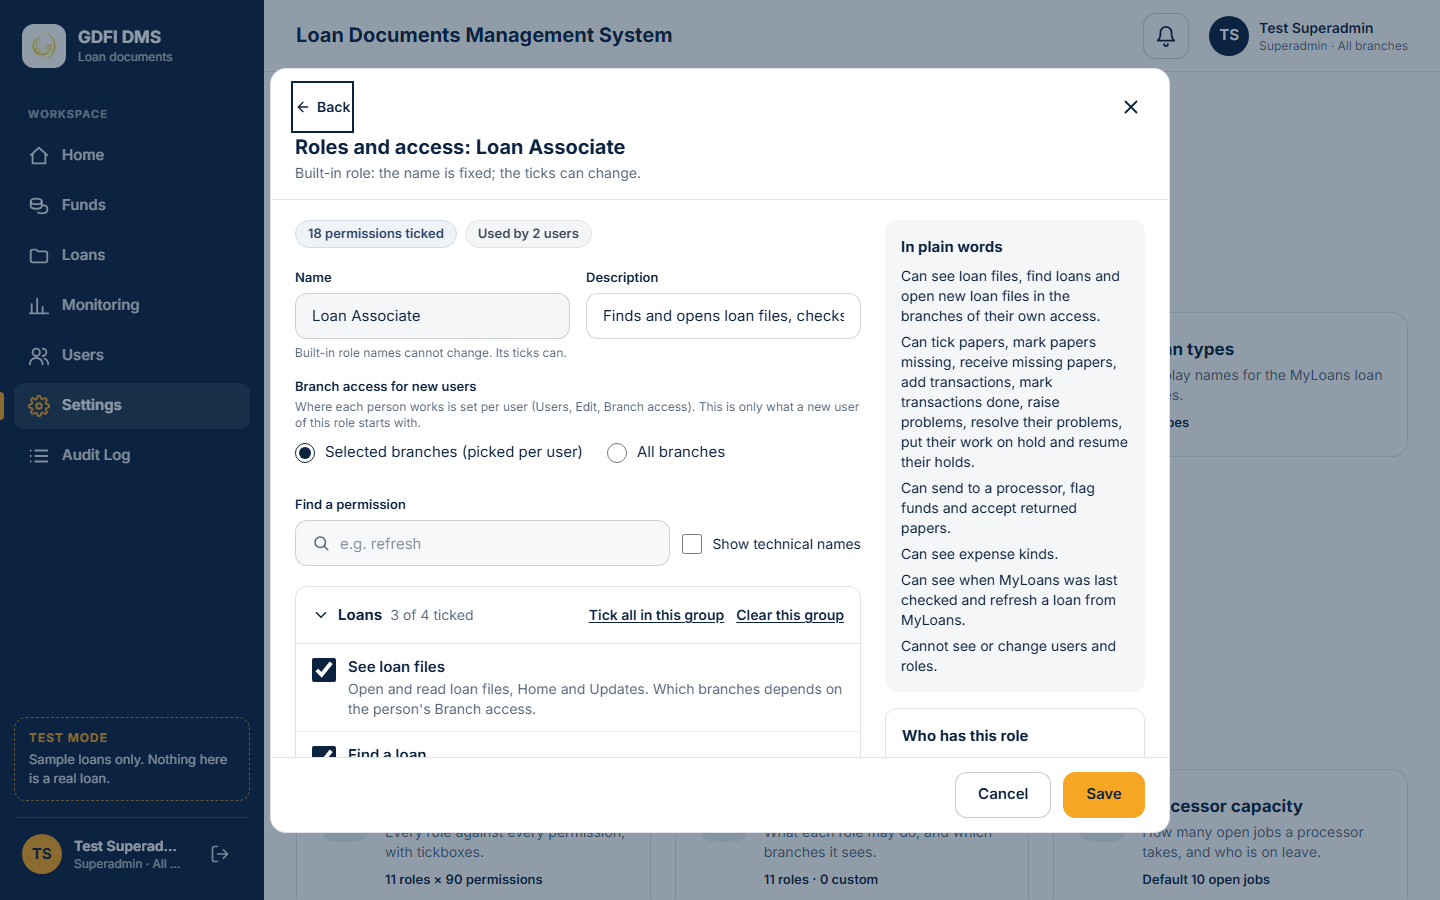 GDFI DMS
Loan documents
WORKSPACE
Home
Funds
Loans
Monitoring
Users
Settings
Audit Log
TEST MODE
Sample loans only. Nothing here
is a real loan.
TS
Test Superad...
Superadmin · All ...
Loan Documents Management System
TS
Test Superadmin
Superadmin · All branches
Back
Roles and access: Loan Associate
Built-in role: the name is fixed; the ticks can change.
18 permissions ticked
Used by 2 users
Name
Description
Loan Associate
Finds and opens loan files, checks
Built-in role names cannot change. Its ticks can.
Branch access for new users
Where each person works is set per user (Users, Edit, Branch access). This is only what a new user
of this role starts with.
Selected branches (picked per user)
All branches
Find a permission
e.g. refresh
Show technical names
Loans 3 of 4 ticked
Tick all in this group
Clear this group
See loan files
Open and read loan files, Home and Updates. Which branches depends on
the person's Branch access.
Find a loan
In plain words
Can see loan files, find loans and
open new loan files in the
branches of their own access.
Can tick papers, mark papers
missing, receive missing papers,
add transactions, mark
transactions done, raise
problems, resolve their problems,
put their work on hold and resume
their holds.
Can send to a processor, flag
funds and accept returned
papers.
Can see expense kinds.
Can see when MyLoans was last
checked and refresh a loan from
MyLoans.
Cannot see or change users and
roles.
Who has this role
Cancel
Save
n types
lay names for the MyLoans loan
s.
pes
Every role against every permission,
with tickboxes.
11 roles × 90 permissions
What each role may do, and which
branches it sees.
11 roles · 0 custom
cessor capacity
How many open jobs a processor
takes, and who is on leave.
Default 10 open jobs